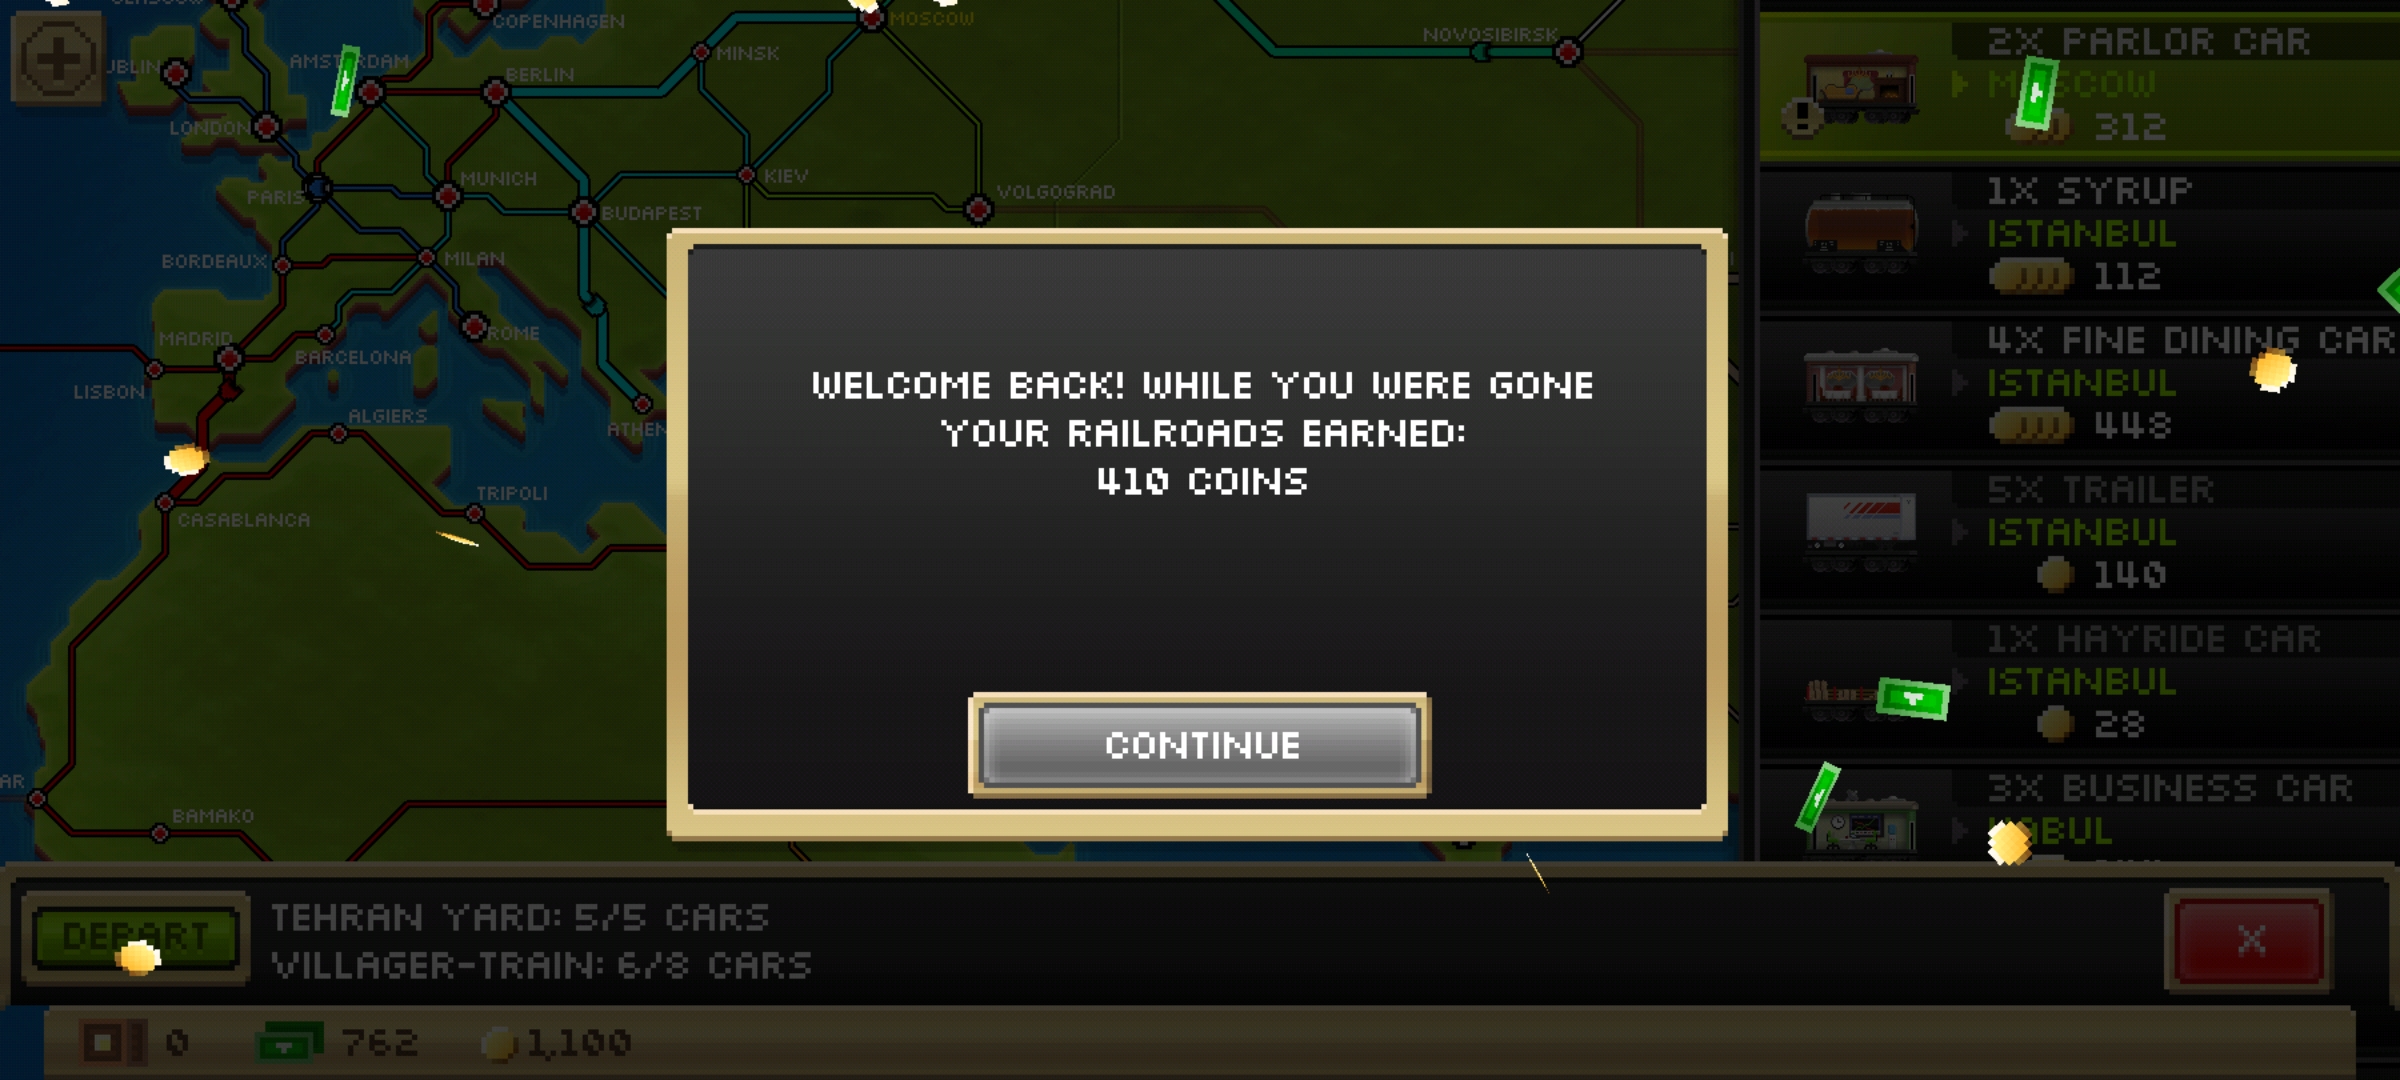 COPENHAGEN
MOSCOW
NOVOSIBIRSK
MINSK
AMSTERDAM
BERLIN
LONDON
MUNICH
KIEV
PARIS
VOLGOGRAD
BUDAPEST
BORDEAUX
MILAN
MADRID
ROME
BARCELONA
LISBON
ALGIERS
TRIPOLI
CASABLANCA
BAMAKO
WELCOME BACK! WHILE YOU WERE GONE
YOUR RAILROADS EARNED:
410 COINS
CONTINUE
2X PARLOR CAR
MOSCOW
312
1X SYRUP
ISTANBUL
112
4X FINE DINING CAR
ISTANBUL
448
5X TRAILER
ISTANBUL
140
1X HAYRIDE CAR
ISTANBUL
28
3X BUSINESS CAR
KABUL
DEPART
TEHRAN YARD: 5/5 CARS
VILLAGER-TRAIN: 6/8 CARS
X
0
762
1,100